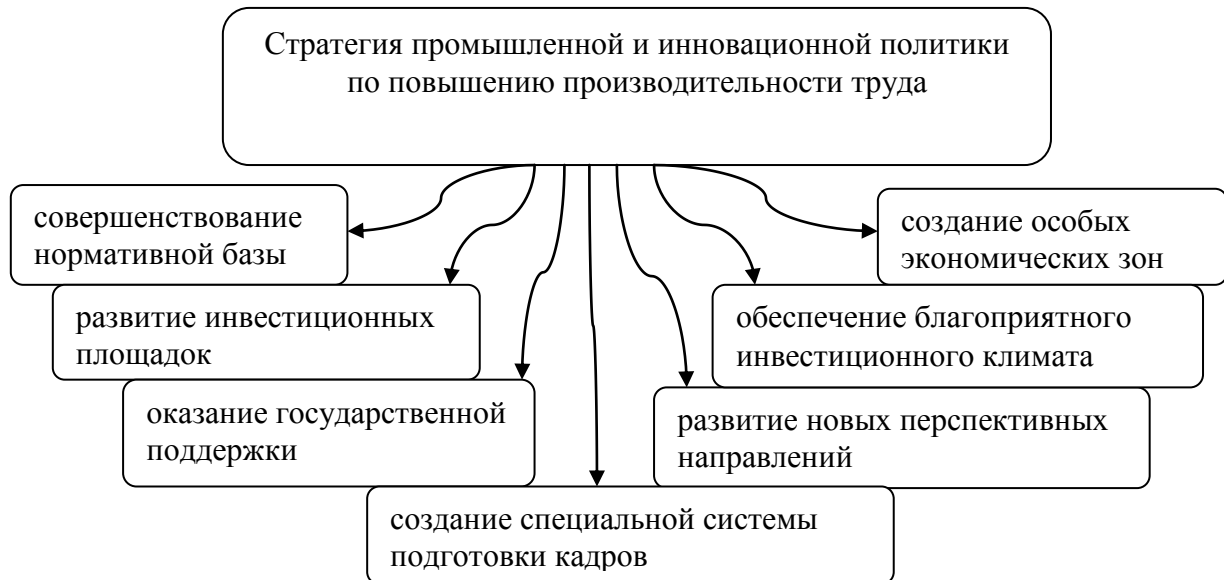 Стратегия промышленной и инновационной политики
по повышению производительности труда
совершенствование
нормативной базы
создание особых
экономических зон
развитие инвестиционных
площадок
обеспечение благоприятного
инвестиционного климата
оказание государственной
поддержки
развитие новых перспективных
направлений
создание специальной системы
подготовки кадров